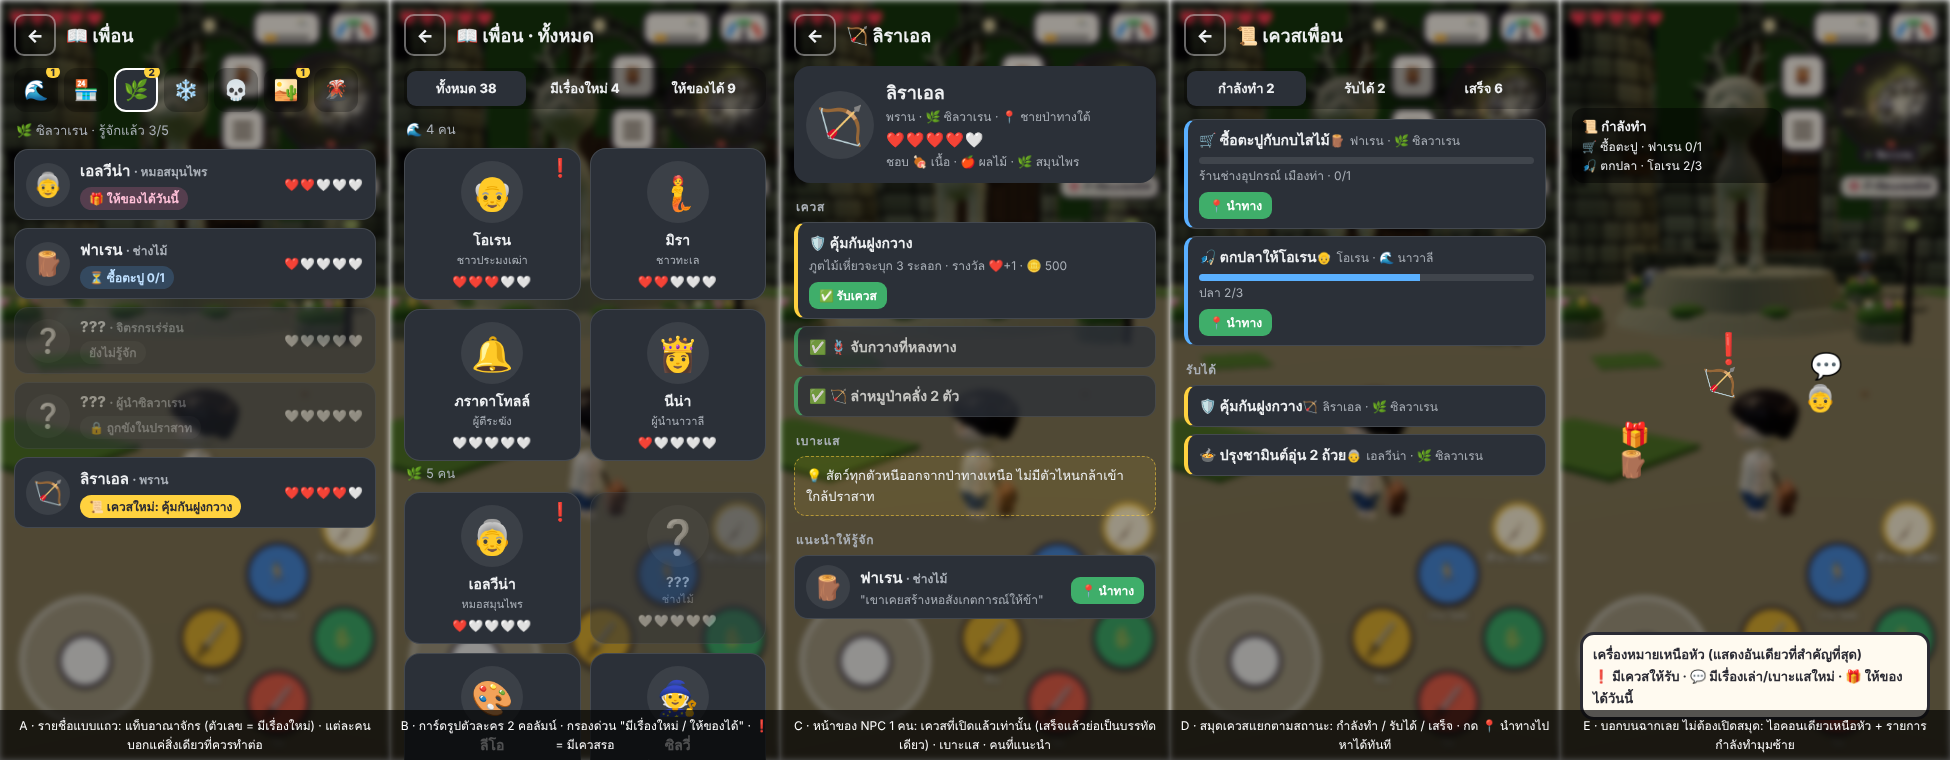 เพื่อน
1
2
1
ซิลวาเรน · รู้จักแล้ว 3/5
เอลวีน่า · หมอสมุนไพร
ให้ของได้วันนี้
ฟาเรน · ช่างไม้
ซื้อตะปู 0/1
??? · จิตรกรเร่ร่อน
ยังไม่รู้จัก
??? · ผู้นำซิลวาเรน
ถูกขังในปราสาท
ลิราเอล · พราน
เควสใหม่: คุ้มกันฝูงกวาง
A · รายชื่อแบบแถว: แท็บอาณาจักร (ตัวเลข = มีเรื่องใหม่) · แต่ละคน
บอกแค่สิ่งเดียวที่ควรทำต่อ
เพื่อน · ทั้งหมด
ทั้งหมด 38
มีเรื่องใหม่ 4
ให้ของได้ 9
4 คน
โอเรน
ชาวประมงเฒ่า
มิรา
ชาวทะเล
ภราดาโทลล์
ผู้ตีระฆัง
นีน่า
ผู้นำนาวาลี
5 คน
เอลวีน่า
หมอสมุนไพร
???
ช่างไม้
ลีโอ
ซิลวี่
B · การ์ดรูปตัวละคร 2 คอลัมน์ · กรองด่วน "มีเรื่องใหม่ / ให้ของได้" · ❗
= มีเควสรอ
ลิราเอล
ลิราเอล
พราน · 🌿 ซิลวาเรน · 📍 ชายป่าทางใต้
ชอบ 🍖 เนื้อ · 🍎 ผลไม้ · 🌿 สมุนไพร
เควส
คุ้มกันฝูงกวาง
ภูตไม้เหี่ยวจะบุก 3 ระลอก · รางวัล ❤️+1 · 🪙 500
✅ รับเควส
จับกวางที่หลงทาง
ล่าหมูป่าคลั่ง 2 ตัว
เบาะแส
สัตว์ทุกตัวหนีออกจากป่าทางเหนือ ไม่มีตัวไหนกล้าเข้า
ใกล้ปราสาท
แนะนำให้รู้จัก
ฟาเรน · ช่างไม้
"เขาเคยสร้างหอสังเกตการณ์ให้ข้า"
นำทาง
C · หน้าของ NPC 1 คน: เควสที่เปิดแล้วเท่านั้น (เสร็จแล้วย่อเป็นบรรทัด
เดียว) · เบาะแส · คนที่แนะนำ
เควสเพื่อน
กำลังทำ 2
รับได้ 2
เสร็จ 6
ซื้อตะปูกับกบไสไม้ ฟาเรน · 🌿 ซิลวาเรน
ร้านช่างอุปกรณ์ เมืองท่า · 0/1
นำทาง
ตกปลาให้โอเรน โอเรน · 🌊 นาวาลี
ปลา 2/3
นำทาง
รับได้
คุ้มกันฝูงกวาง ลิราเอล · 🌿 ซิลวาเรน
ปรุงชามินต์อุ่น 2 ถ้วย เอลวีน่า · 🌿 ซิลวาเรน
D · สมุดเควสแยกตามสถานะ: กำลังทำ / รับได้ / เสร็จ · กด 📍 นำทางไป
หาได้ทันที
กำลังทำ
ซื้อตะปู · ฟาเรน 0/1
ตกปลา · โอเรน 2/3
เครื่องหมายเหนือหัว (แสดงอันเดียวที่สำคัญที่สุด)
❗ มีเควสให้รับ · 💬 มีเรื่องเล่า/เบาะแสใหม่ · 🎁 ให้ของ
ได้วันนี้
E · บอกบนฉากเลย ไม่ต้องเปิดสมุด: ไอคอนเดียวเหนือหัว + รายการ
กำลังทำมุมซ้าย